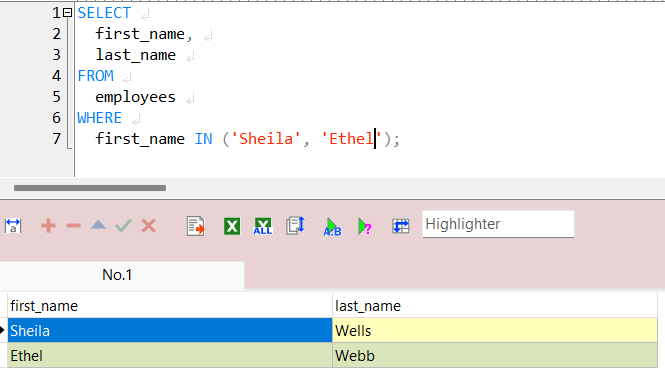 1 SELECT
2 first_name,
3 last_name
4 FROM
5 employees
6 WHERE
7 first_name IN ('Sheila', 'Ethel');
a ALL A:B ? Highlighter
No.1
first_name last_name
Sheila Wells
Ethel Webb